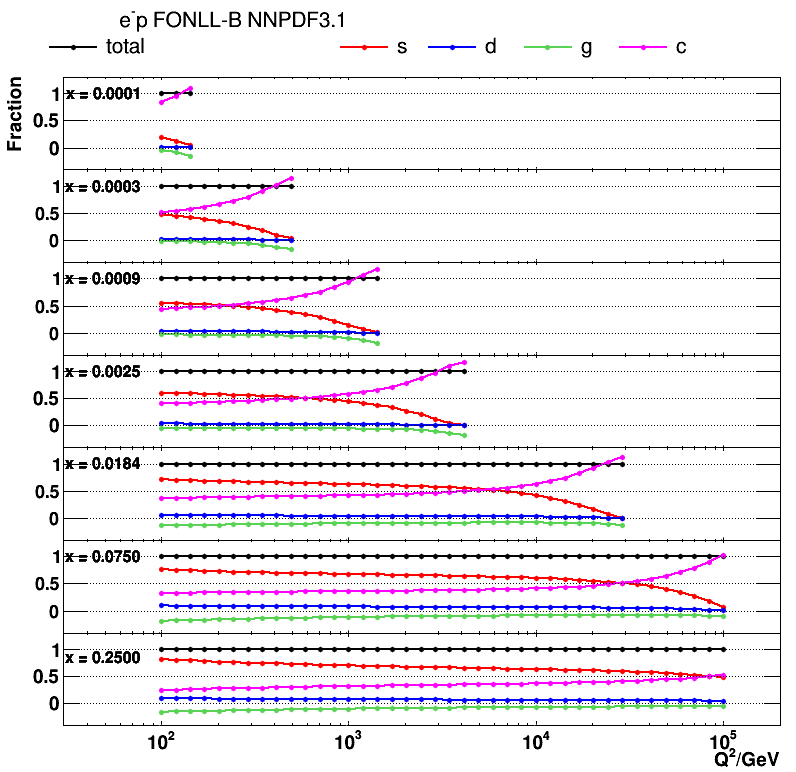 e⁻p FONLL-B NNPDF3.1
total s d g c
Fraction
1 x = 0.0001
0.5
0
1 x = 0.0003
0.5
0
1 x = 0.0009
0.5
0
1 x = 0.0025
0.5
0
1 x = 0.0184
0.5
0
1 x = 0.0750
0.5
0
1 x = 0.2500
0.5
0
10² 10³ 10⁴ 10⁵
Q²/GeV